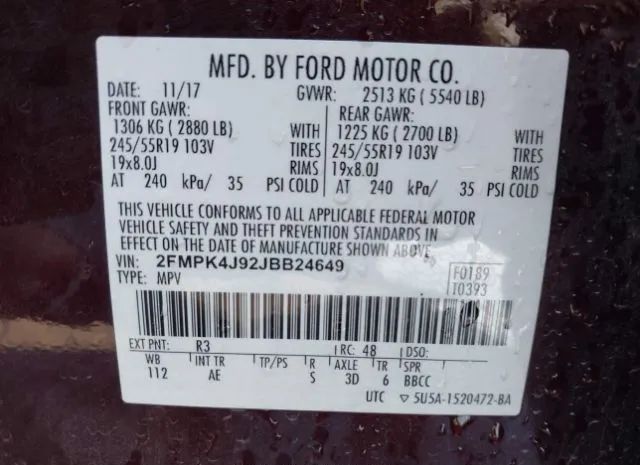 MFD. BY FORD MOTOR CO.
DATE: 11/17 GVWR: 2513 KG ( 5540 LB)
FRONT GAWR: REAR GAWR:
1306 KG ( 2880 LB) WITH 1225 KG ( 2700 LB) WITH
245/55R19 103V TIRES 245/55R19 103V TIRES
19x8.0J RIMS 19x8.0J RIMS
AT 240 kPa/ 35 PSI COLD AT 240 kPa/ 35 PSI COLD
THIS VEHICLE CONFORMS TO ALL APPLICABLE FEDERAL MOTOR
VEHICLE SAFETY AND THEFT PREVENTION STANDARDS IN
EFFECT ON THE DATE OF MANUFACTURE SHOWN ABOVE.
VIN: 2FMPK4J92JBB24649 F0189
TYPE: MPV T0393
EXT PNT: R3 RC: 48 DSO:
WB INT TR TP/PS R AXLE TR SPR
112 AE S 3D 6 BBCC
UTC ▽ 5U5A-1520472-BA